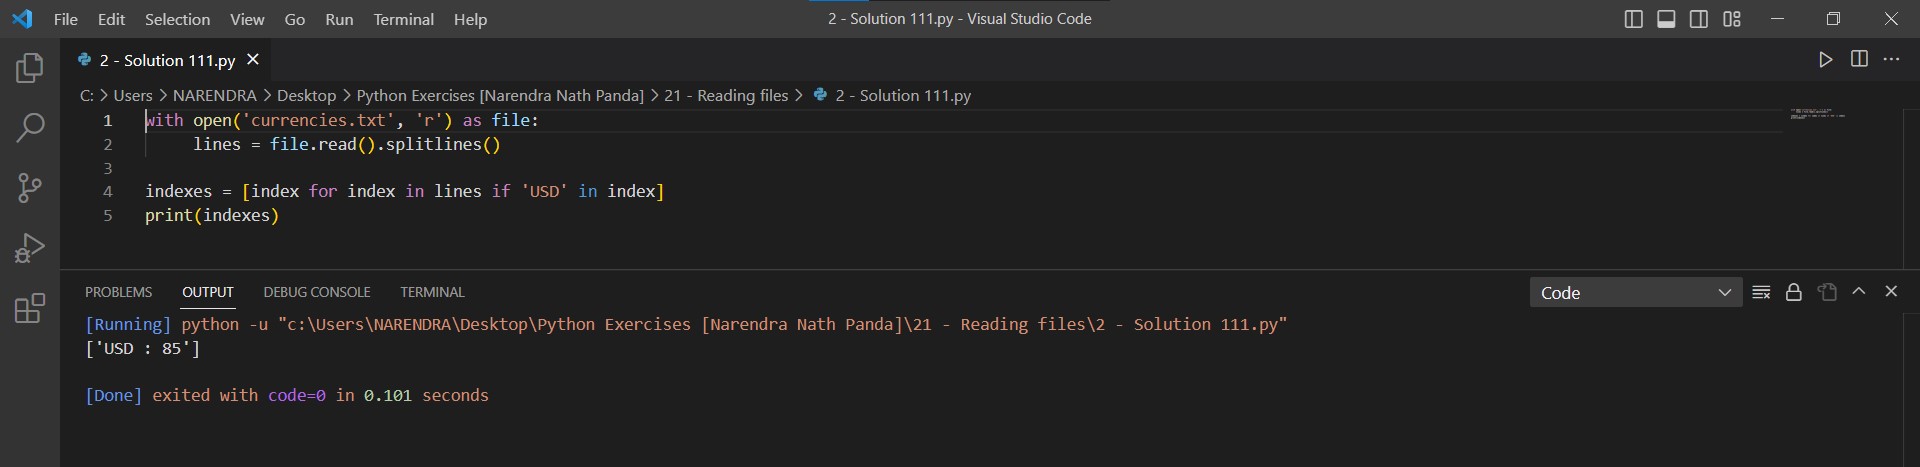 File Edit Selection View Go Run Terminal Help 2 - Solution 111.py - Visual Studio Code
2 - Solution 111.py
C: > Users > NARENDRA > Desktop > Python Exercises [Narendra Nath Panda] > 21 - Reading files > 2 - Solution 111.py
1 with open('currencies.txt', 'r') as file:
2 lines = file.read().splitlines()
3
4 indexes = [index for index in lines if 'USD' in index]
5 print(indexes)
PROBLEMS OUTPUT DEBUG CONSOLE TERMINAL Code
[Running] python -u "c:\Users\NARENDRA\Desktop\Python Exercises [Narendra Nath Panda]\21 - Reading files\2 - Solution 111.py"
['USD : 85']
[Done] exited with code=0 in 0.101 seconds